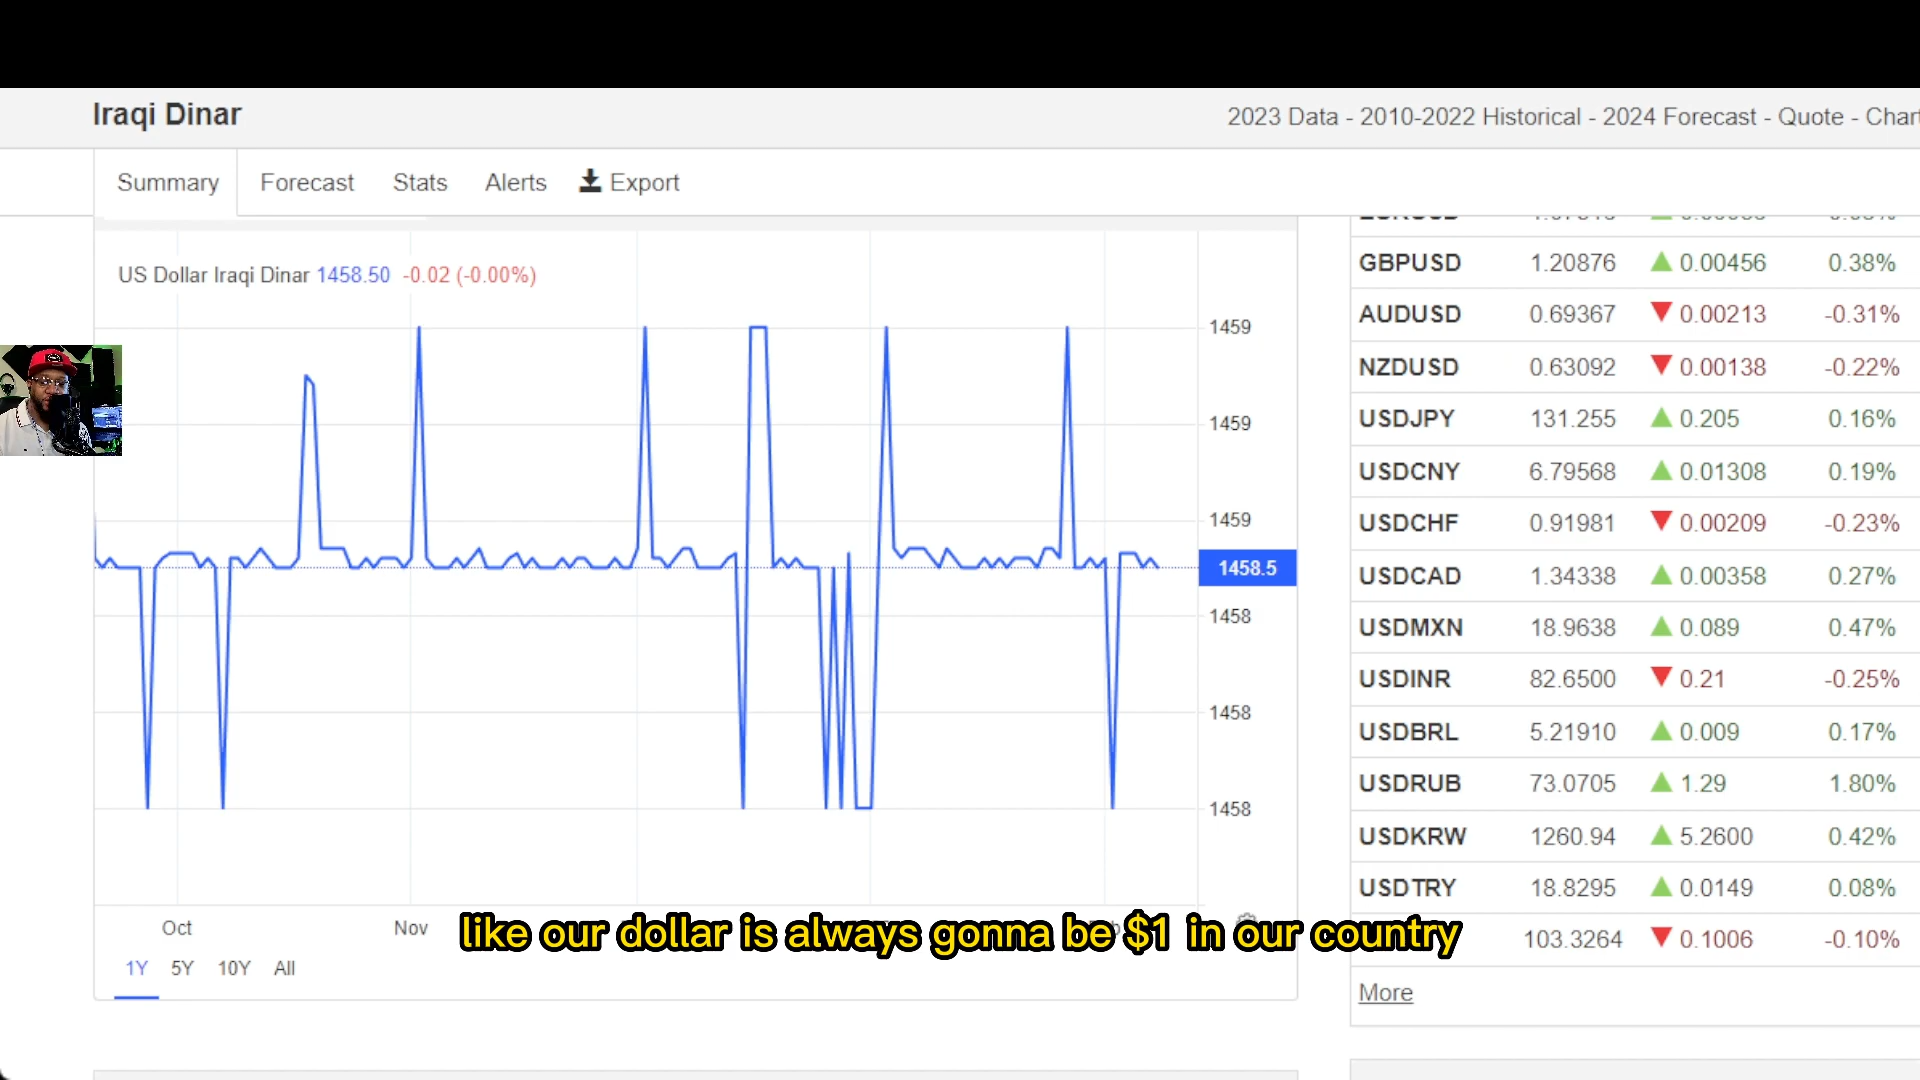 Iraqi Dinar
2023 Data - 2010-2022 Historical - 2024 Forecast - Quote - Chart
Summary Forecast Stats Alerts Export
US Dollar Iraqi Dinar 1458.50 -0.02 (-0.00%)
1459
1459
1459
1458.5
1458
1458
1458
Oct Nov
1Y 5Y 10Y All
GBPUSD 1.20876 0.00456 0.38%
AUDUSD 0.69367 0.00213 -0.31%
NZDUSD 0.63092 0.00138 -0.22%
USDJPY 131.255 0.205 0.16%
USDCNY 6.79568 0.01308 0.19%
USDCHF 0.91981 0.00209 -0.23%
USDCAD 1.34338 0.00358 0.27%
USDMXN 18.9638 0.089 0.47%
USDINR 82.6500 0.21 -0.25%
USDBRL 5.21910 0.009 0.17%
USDRUB 73.0705 1.29 1.80%
USDKRW 1260.94 5.2600 0.42%
USDTRY 18.8295 0.0149 0.08%
103.3264 0.1006 -0.10%
More
like our dollar is always gonna be $1 in our country